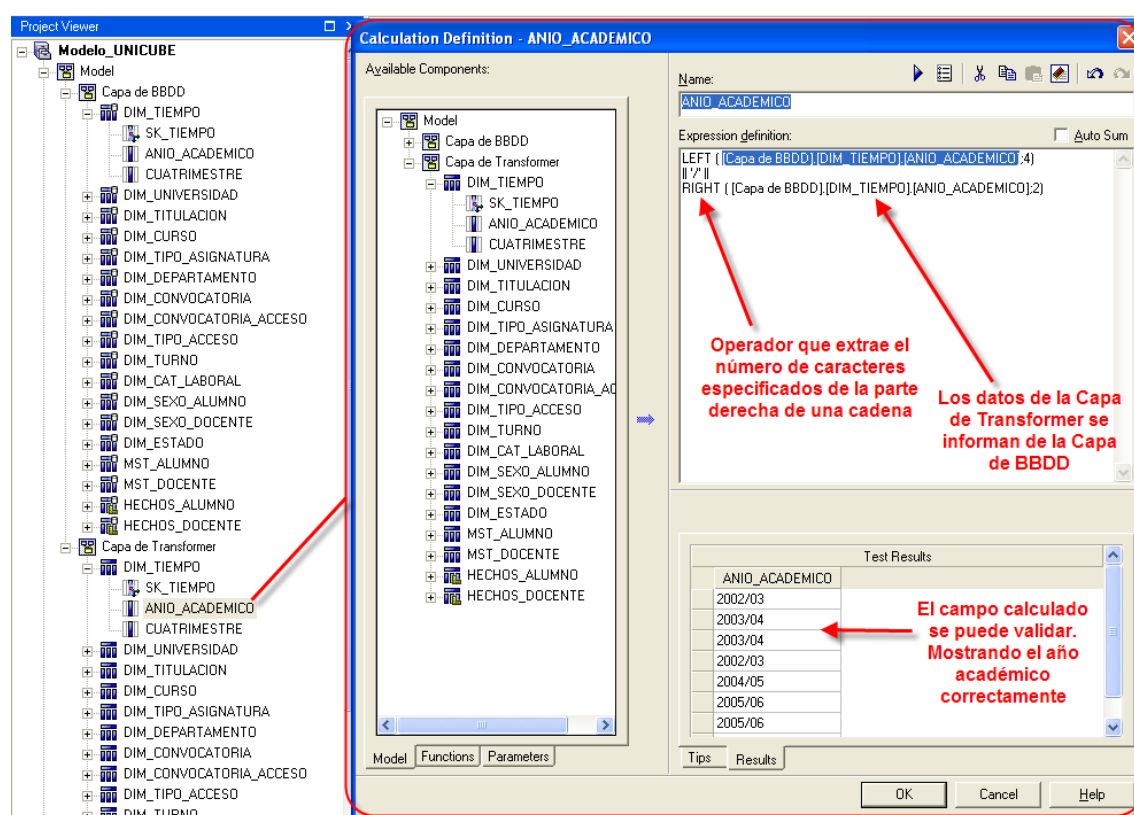 Project Viewer
Modelo_UNICUBE
Model
Capa de BBDD
DIM_TIEMPO
SK_TIEMPO
ANIO_ACADEMICO
CUATRIMESTRE
DIM_UNIVERSIDAD
DIM_TITULACION
DIM_CURSO
DIM_TIPO_ASIGNATURA
DIM_DEPARTAMENTO
DIM_CONVOCATORIA
DIM_CONVOCATORIA_ACCESO
DIM_TIPO_ACCESO
DIM_TURNO
DIM_CAT_LABORAL
DIM_SEXO_ALUMNO
DIM_SEXO_DOCENTE
DIM_ESTADO
MST_ALUMNO
MST_DOCENTE
HECHOS_ALUMNO
HECHOS_DOCENTE
Capa de Transformer
DIM_TIEMPO
SK_TIEMPO
ANIO_ACADEMICO
CUATRIMESTRE
DIM_UNIVERSIDAD
DIM_TITULACION
DIM_CURSO
DIM_TIPO_ASIGNATURA
DIM_DEPARTAMENTO
DIM_CONVOCATORIA
DIM_CONVOCATORIA_ACCESO
DIM_TIPO_ACCESO
DIM_TURNO
Calculation Definition - ANIO_ACADEMICO
Available Components:
Model
Capa de BBDD
Capa de Transformer
DIM_TIEMPO
SK_TIEMPO
ANIO_ACADEMICO
CUATRIMESTRE
DIM_UNIVERSIDAD
DIM_TITULACION
DIM_CURSO
DIM_TIPO_ASIGNATURA
DIM_DEPARTAMENTO
DIM_CONVOCATORIA
DIM_CONVOCATORIA_AC
DIM_TIPO_ACCESO
DIM_TURNO
DIM_CAT_LABORAL
DIM_SEXO_ALUMNO
DIM_SEXO_DOCENTE
DIM_ESTADO
MST_ALUMNO
MST_DOCENTE
HECHOS_ALUMNO
HECHOS_DOCENTE
Model Functions Parameters
Name:
ANIO_ACADEMICO
Expression definition: Auto Sum
LEFT ( [Capa de BBDD].[DIM_TIEMPO].[ANIO_ACADEMICO];4)
|| '/' ||
RIGHT ( [Capa de BBDD].[DIM_TIEMPO].[ANIO_ACADEMICO];2)
Operador que extrae el
número de caracteres
especificados de la parte
derecha de una cadena
Los datos de la Capa
de Transformer se
informan de la Capa
de BBDD
Test Results
ANIO_ACADEMICO
2002/03
2003/04
2003/04
2002/03
2004/05
2005/06
2005/06
El campo calculado
se puede validar.
Mostrando el año
académico
correctamente
Tips Results
OK Cancel Help